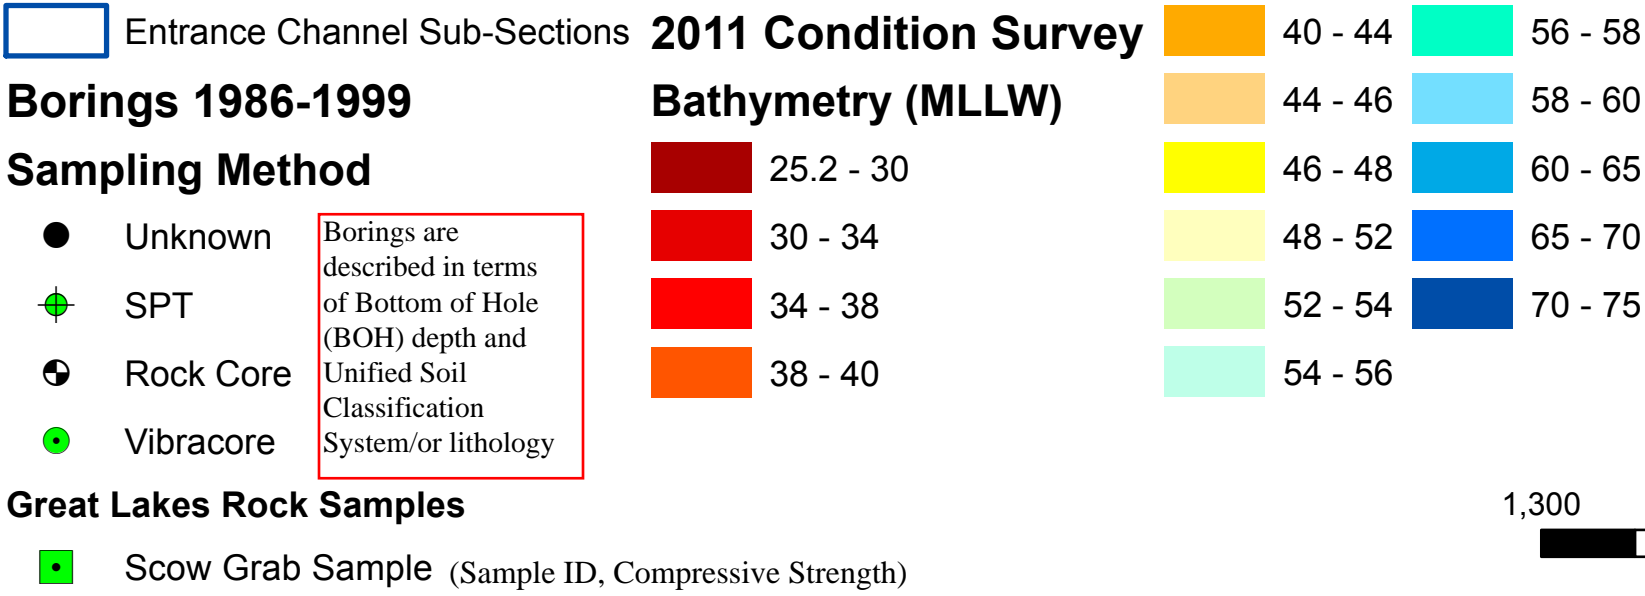 Entrance Channel Sub-Sections
Borings 1986-1999
Sampling Method
Unknown
SPT
Rock Core
Vibracore
Borings are
described in terms
of Bottom of Hole
(BOH) depth and
Unified Soil
Classification
System/or lithology
Great Lakes Rock Samples
Scow Grab Sample (Sample ID, Compressive Strength)
2011 Condition Survey
Bathymetry (MLLW)
25.2 - 30
30 - 34
34 - 38
38 - 40
40 - 44
44 - 46
46 - 48
48 - 52
52 - 54
54 - 56
56 - 58
58 - 60
60 - 65
65 - 70
70 - 75
1,300